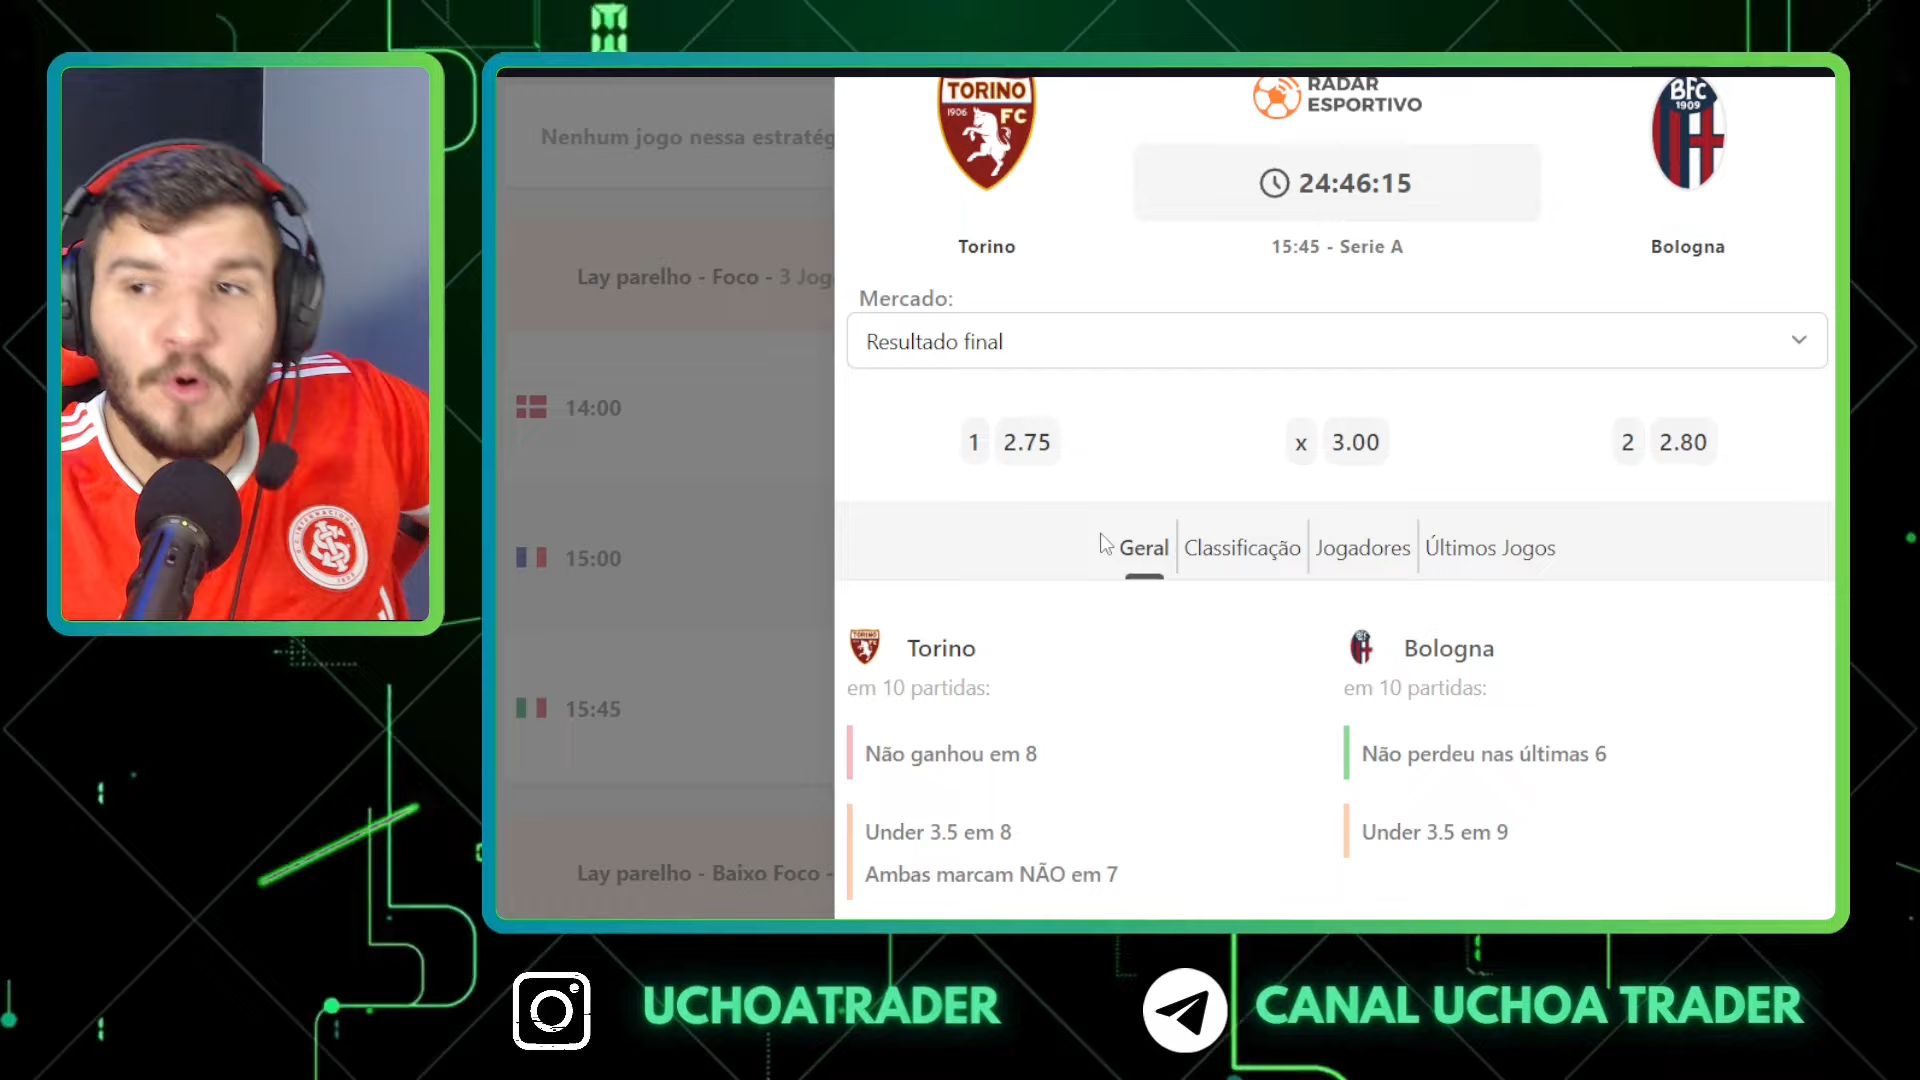 TORINO
1906 FC
RADAR
ESPORTIVO
BFC
1909
Nenhum jogo nessa estratég
24:46:15
Torino
15:45 - Serie A
Bologna
Lay parelho - Foco - 3 Jog
Mercado:
Resultado final
14:00
1 2.75
x 3.00
2 2.80
15:00
Geral
Classificação
Jogadores
Últimos Jogos
Torino
em 10 partidas:
Bologna
em 10 partidas:
15:45
Não ganhou em 8
Não perdeu nas últimas 6
Under 3.5 em 8
Under 3.5 em 9
Lay parelho - Baixo Foco -
Ambas marcam NÃO em 7
UCHOATRADER
CANAL UCHOA TRADER